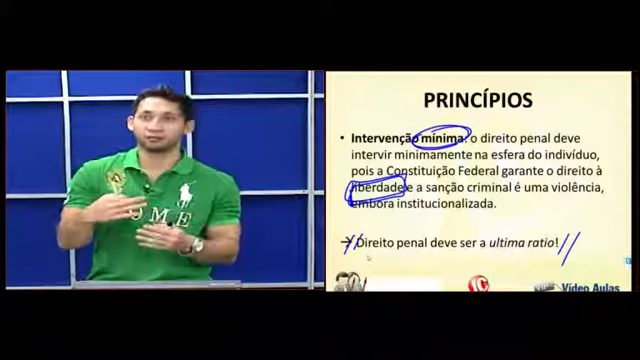 PRINCÍPIOS
• Intervenção mínima: o direito penal deve
intervir minimamente na esfera do indivíduo,
pois a Constituição Federal garante o direito à
liberdade e a sanção criminal é uma violência,
embora institucionalizada.
→ Direito penal deve ser a ultima ratio!
OME
Vídeo Aulas